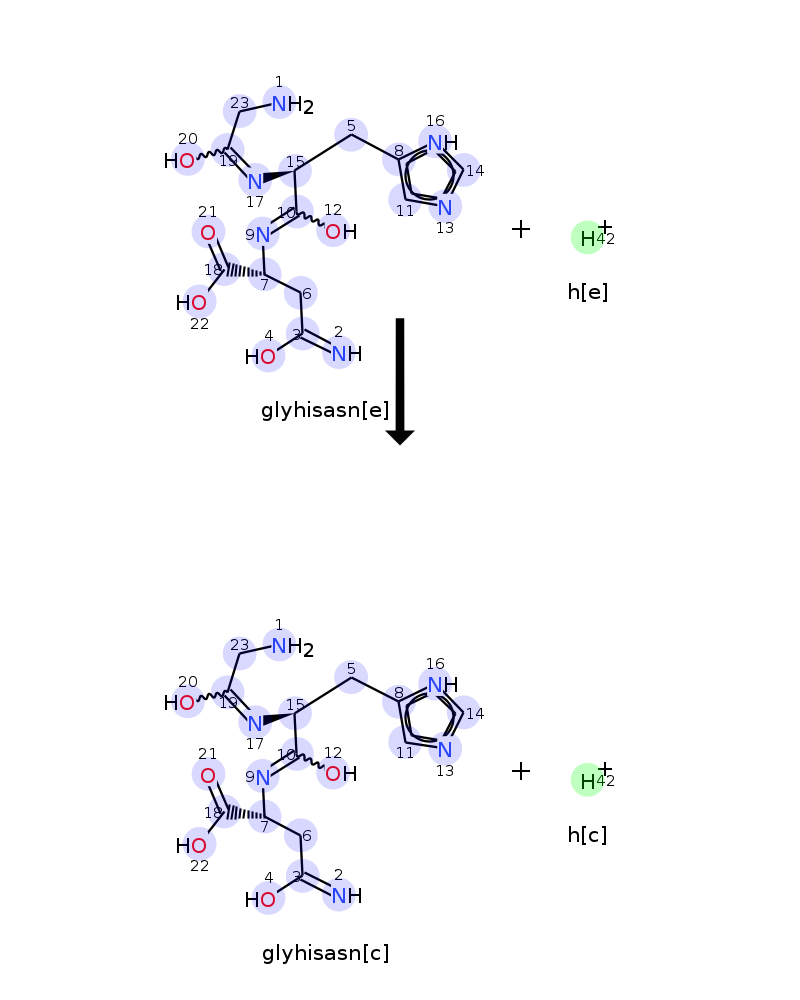 1
23 NH2
5 16
20 NH
HO 19 15 8 14
N
17 11 N
21 10 12 13
O 9N OH + H+ 42
18 7 h[e]
HO 6
22 4 3 2
HO NH
glyhisasn[e]
1
23 NH2
5 16
20 NH
HO 19 15 8 14
N
17 11 N
21 10 12 13
O 9N OH + H+ 42
18 7 h[c]
HO 6
22 4 3 2
HO NH
glyhisasn[c]